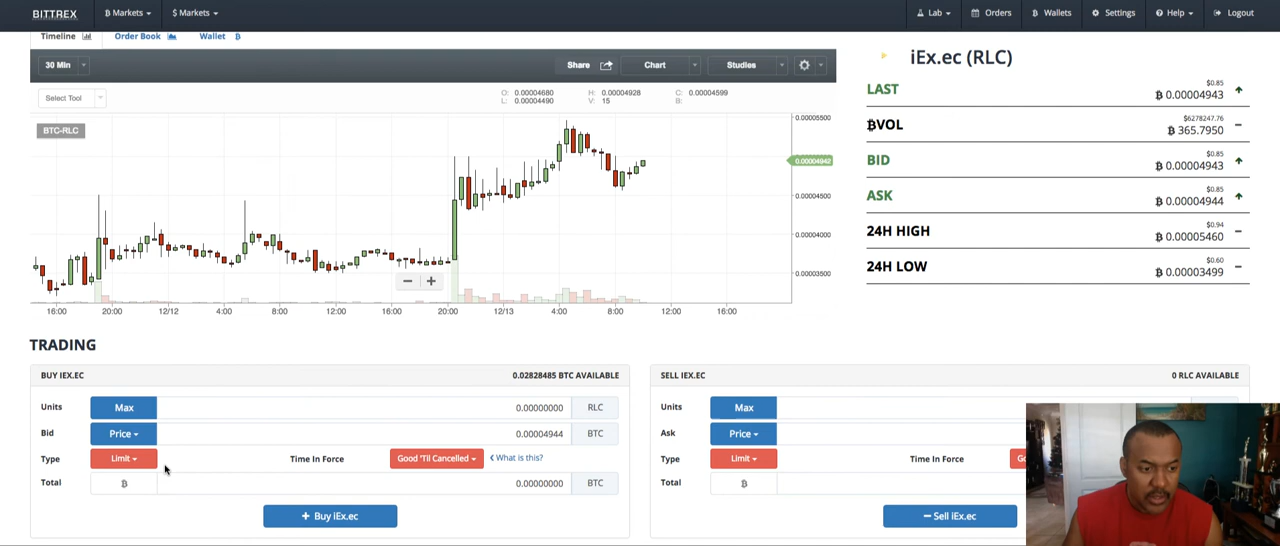 BITTREX ฿ Markets $ Markets Lab Orders ฿ Wallets Settings Help Logout
Timeline Order Book Wallet ฿
30 Min Share Chart Studies
Select Tool
O: 0.00004680 H: 0.00004928 C: 0.00004599
L: 0.00004490 V: 15 B:
BTC-RLC
0.00005500
0.00004942
0.00004500
0.00004000
0.00003500
16:00 20:00 12/12 4:00 8:00 12:00 16:00 20:00 12/13 4:00 8:00 12:00 16:00
iEx.ec (RLC)
$0.85
LAST ฿ 0.00004943
$6278247.76
฿VOL ฿ 365.7950
$0.85
BID ฿ 0.00004943
$0.85
ASK ฿ 0.00004944
$0.94
24H HIGH ฿ 0.00005460
$0.60
24H LOW ฿ 0.00003499
TRADING
BUY IEX.EC 0.02828485 BTC AVAILABLE
Units Max 0.00000000 RLC
Bid Price 0.00004944 BTC
Type Limit Time In Force Good 'Til Cancelled What is this?
Total ฿ 0.00000000 BTC
+ Buy iEx.ec
SELL IEX.EC 0 RLC AVAILABLE
Units Max
Ask Price
Type Limit Time In Force
Total ฿
− Sell iEx.ec